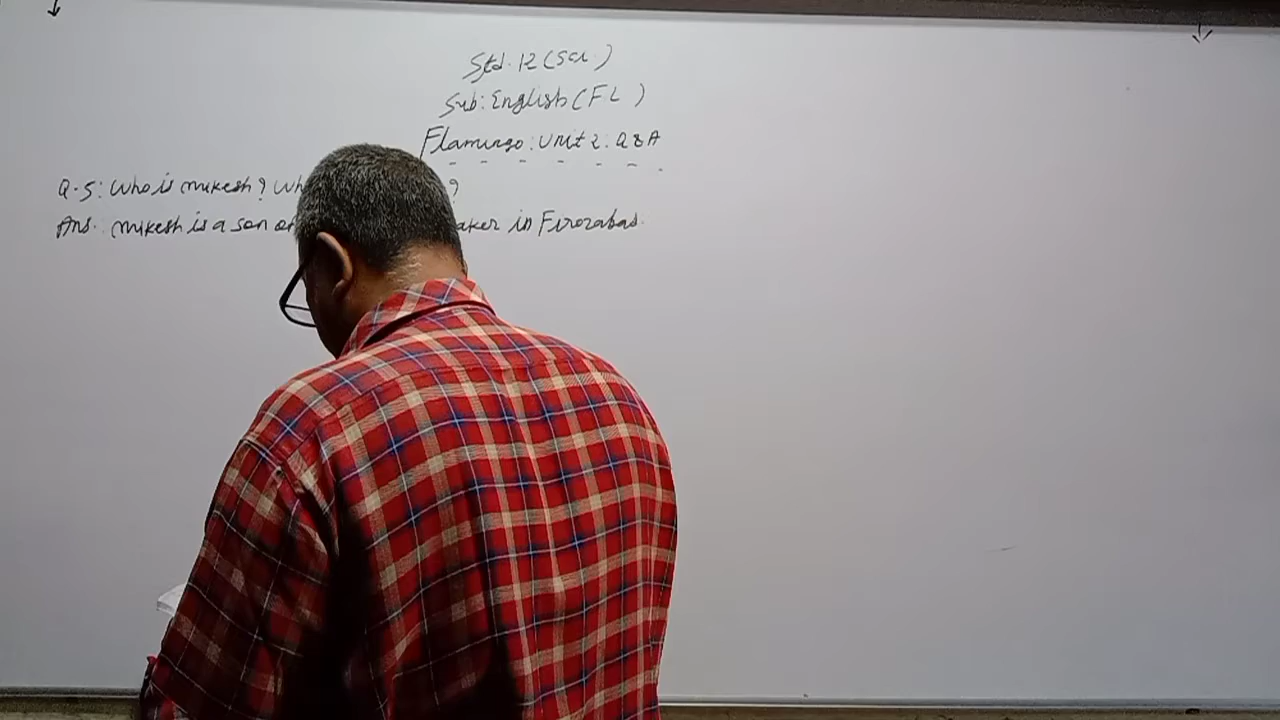 Std. 12 (Sci.)
Sub: English (FL)
Flamingo: Unit 2: Q&A
Q.5: Who is Mukesh? Wh ?
Ans.: Mukesh is a son of aker in Firozabad.